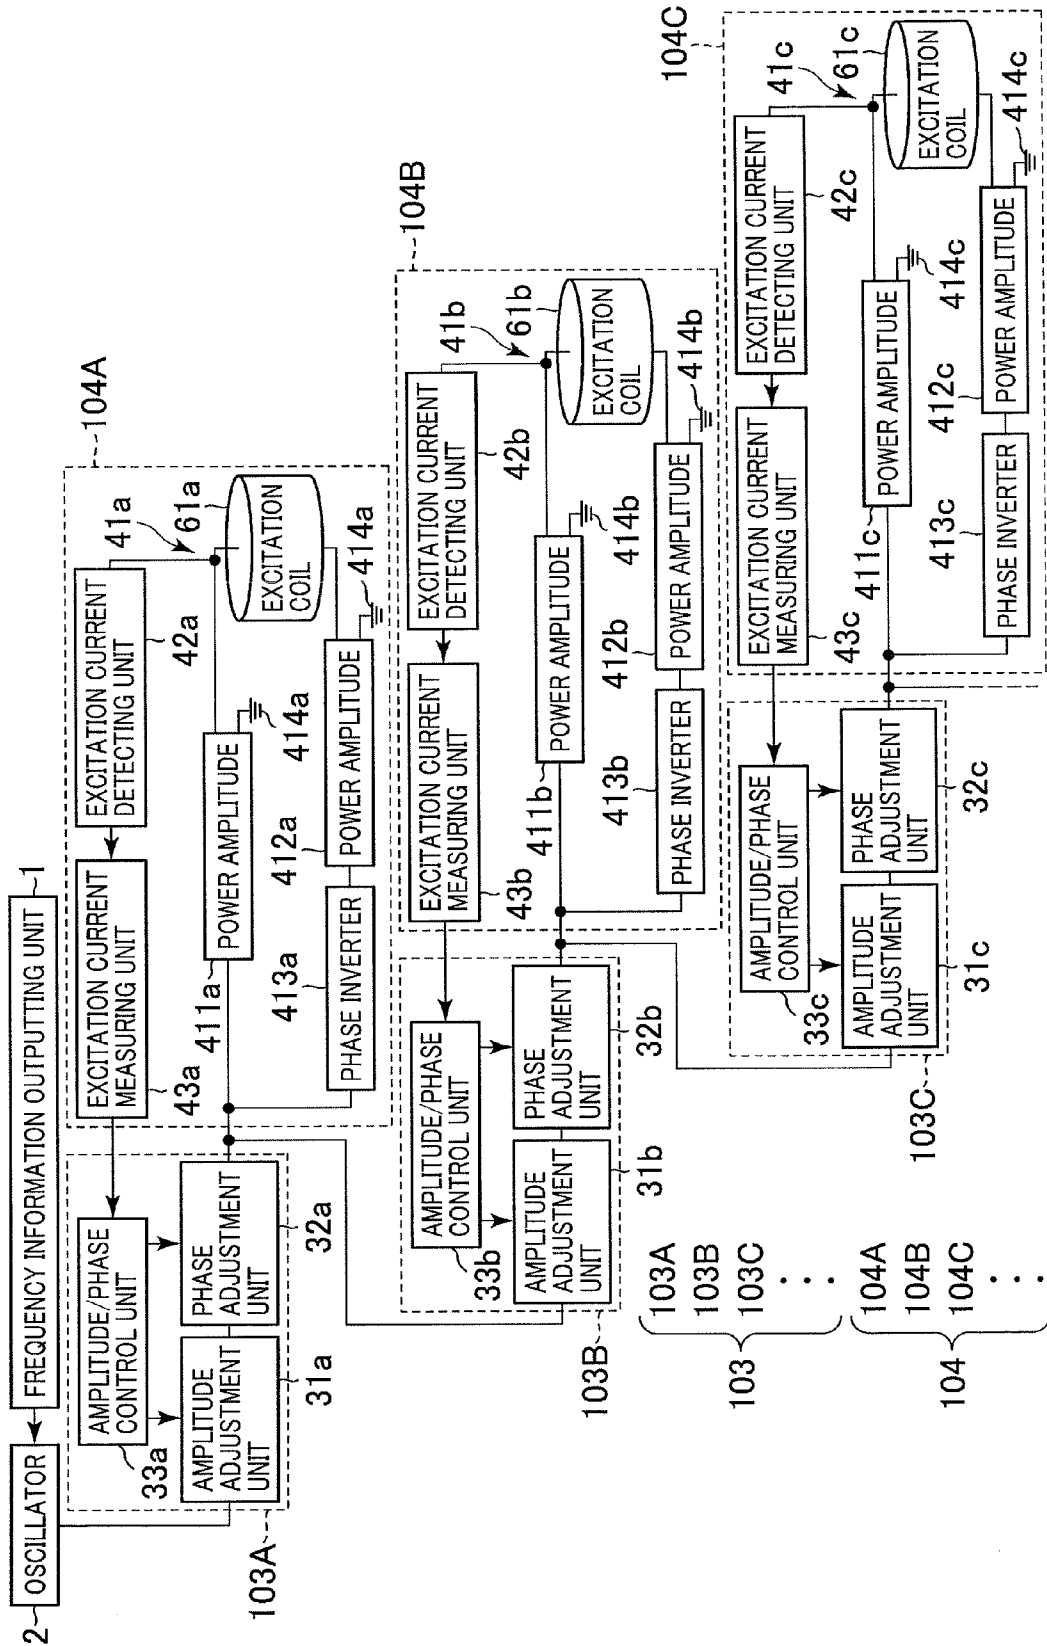 2
OSCILLATOR
FREQUENCY INFORMATION OUTPUTTING UNIT
1
103A
33a
AMPLITUDE/PHASE
CONTROL UNIT
AMPLITUDE
ADJUSTMENT
UNIT
31a
PHASE
ADJUSTMENT
UNIT
32a
104A
EXCITATION CURRENT
MEASURING UNIT
43a
EXCITATION CURRENT
DETECTING UNIT
42a
41a
61a
411a
POWER AMPLITUDE
414a
EXCITATION
COIL
413a
PHASE INVERTER
412a
POWER AMPLITUDE
414a
103B
33b
AMPLITUDE/PHASE
CONTROL UNIT
AMPLITUDE
ADJUSTMENT
UNIT
31b
PHASE
ADJUSTMENT
UNIT
32b
104B
EXCITATION CURRENT
MEASURING UNIT
43b
EXCITATION CURRENT
DETECTING UNIT
42b
41b
61b
411b
POWER AMPLITUDE
414b
EXCITATION
COIL
413b
PHASE INVERTER
412b
POWER AMPLITUDE
414b
103C
33c
AMPLITUDE/PHASE
CONTROL UNIT
AMPLITUDE
ADJUSTMENT
UNIT
31c
PHASE
ADJUSTMENT
UNIT
32c
104C
EXCITATION CURRENT
MEASURING UNIT
43c
EXCITATION CURRENT
DETECTING UNIT
42c
41c
61c
411c
POWER AMPLITUDE
414c
EXCITATION
COIL
413c
PHASE INVERTER
412c
POWER AMPLITUDE
414c
103
103A
103B
103C
...
104
104A
104B
104C
...